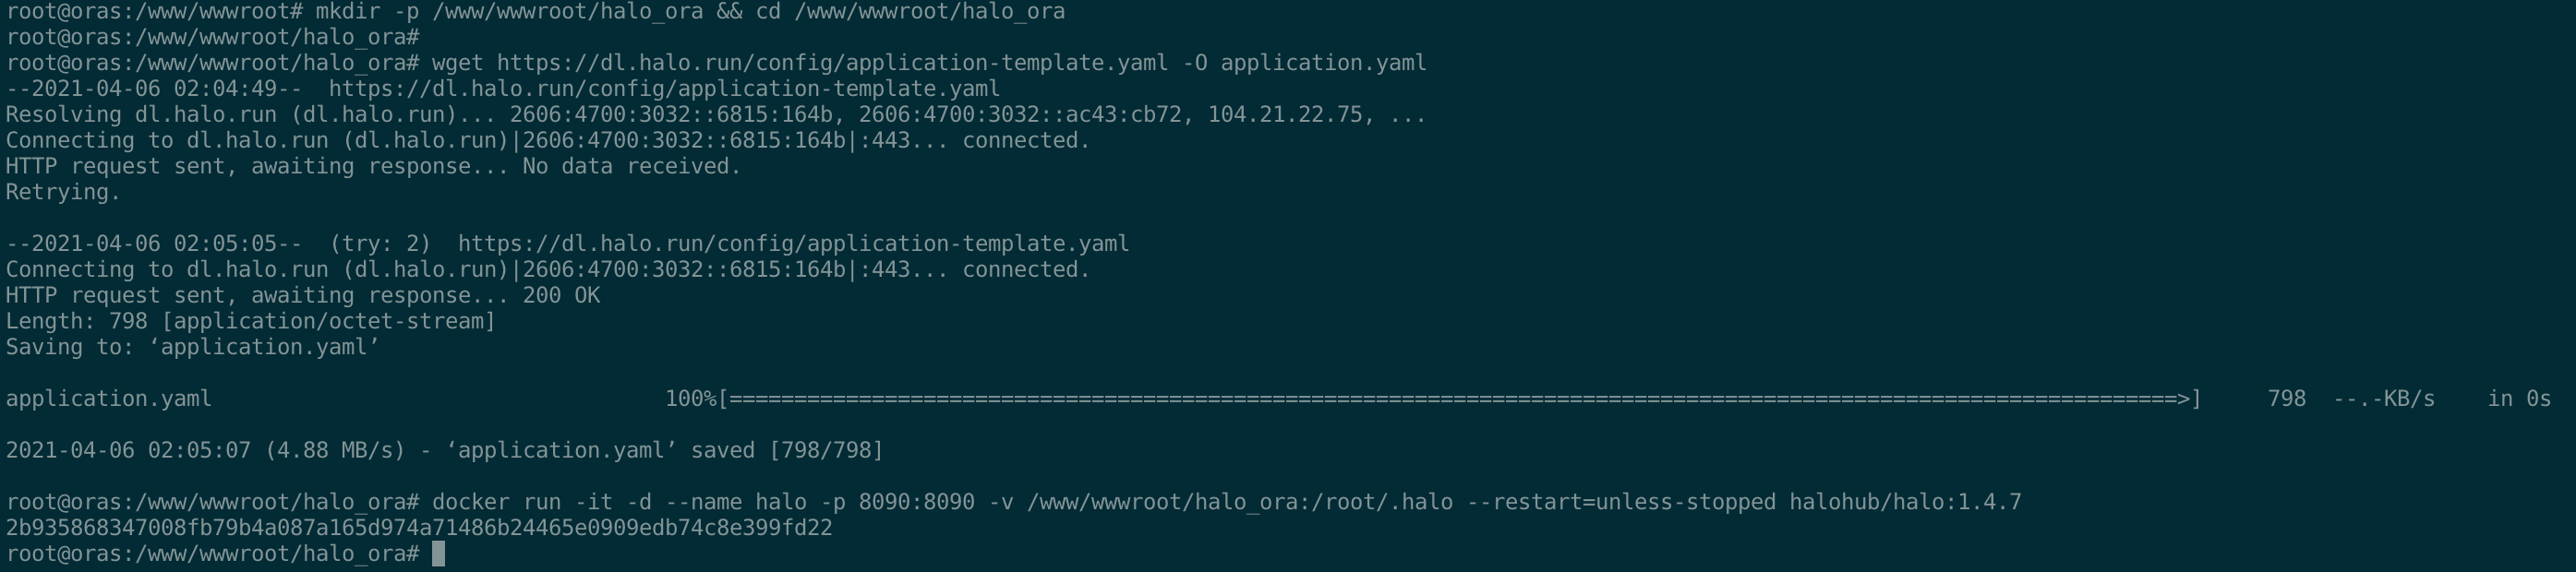 root@oras:/www/wwwroot# mkdir -p /www/wwwroot/halo_ora && cd /www/wwwroot/halo_ora
root@oras:/www/wwwroot/halo_ora#
root@oras:/www/wwwroot/halo_ora# wget https://dl.halo.run/config/application-template.yaml -O application.yaml
--2021-04-06 02:04:49--  https://dl.halo.run/config/application-template.yaml
Resolving dl.halo.run (dl.halo.run)... 2606:4700:3032::6815:164b, 2606:4700:3032::ac43:cb72, 104.21.22.75, ...
Connecting to dl.halo.run (dl.halo.run)|2606:4700:3032::6815:164b|:443... connected.
HTTP request sent, awaiting response... No data received.
Retrying.
--2021-04-06 02:05:05--  (try: 2)  https://dl.halo.run/config/application-template.yaml
Connecting to dl.halo.run (dl.halo.run)|2606:4700:3032::6815:164b|:443... connected.
HTTP request sent, awaiting response... 200 OK
Length: 798 [application/octet-stream]
Saving to: ‘application.yaml’
application.yaml 100%[================================================================================================================>] 798 --.-KB/s in 0s
2021-04-06 02:05:07 (4.88 MB/s) - ‘application.yaml’ saved [798/798]
root@oras:/www/wwwroot/halo_ora# docker run -it -d --name halo -p 8090:8090 -v /www/wwwroot/halo_ora:/root/.halo --restart=unless-stopped halohub/halo:1.4.7
2b935868347008fb79b4a087a165d974a71486b24465e0909edb74c8e399fd22
root@oras:/www/wwwroot/halo_ora#